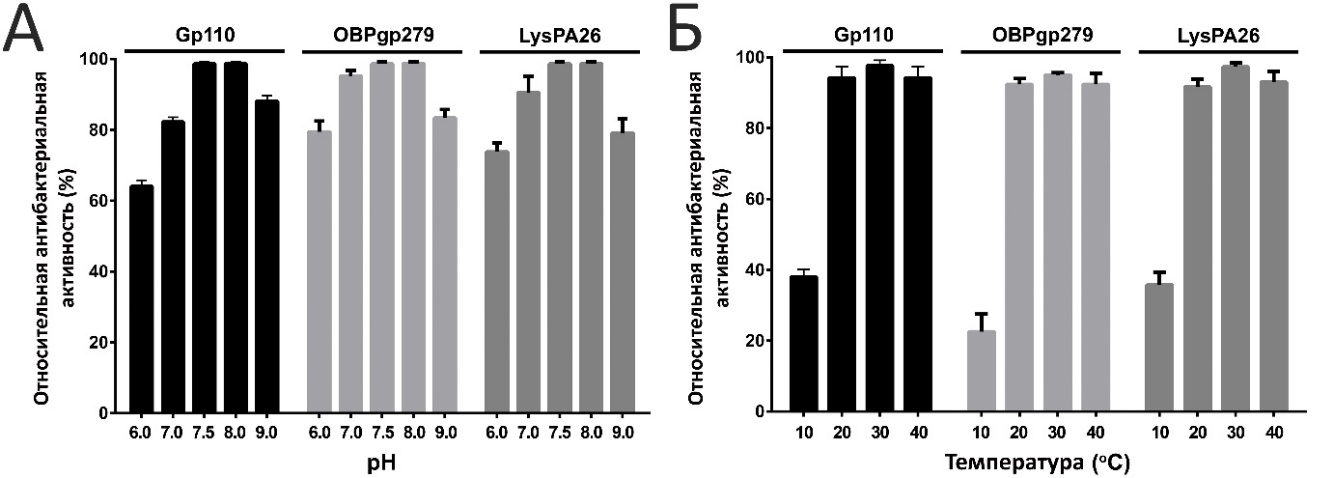 А
Gp110 OBPgp279 LysPA26
Относительная антибактериальная
активность (%)
100
80
60
40
20
0
6.0 7.0 7.5 8.0 9.0 6.0 7.0 7.5 8.0 9.0 6.0 7.0 7.5 8.0 9.0
pH
Б
Gp110 OBPgp279 LysPA26
Относительная антибактериальная
активность (%)
100
80
60
40
20
0
10 20 30 40 10 20 30 40 10 20 30 40
Температура (°C)